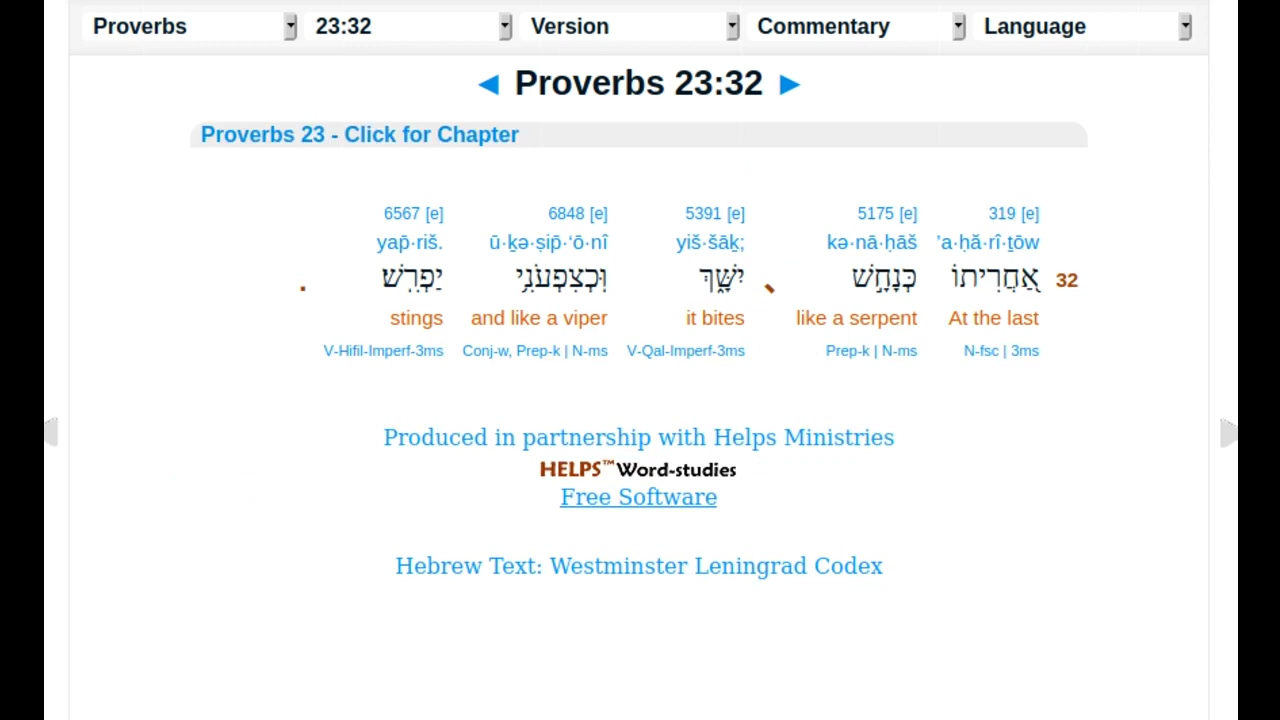 Proverbs 23:32 Version Commentary Language
◄ Proverbs 23:32 ►
Proverbs 23 - Click for Chapter
6567 [e] 6848 [e] 5391 [e] 5175 [e] 319 [e]
yap̄·riš. ū·ḵə·ṣip̄·‘ō·nî yiš·šāḵ; kə·nā·ḥāš ’a·ḥă·rî·ṯōw
32 אַ֭חֲרִיתוֹ כְּנָחָ֣שׁ יִשָּׁ֑ךְ וּֽכְצִפְעֹנִ֥י יַפְרִֽשׁ׃
stings . and like a viper it bites 、 like a serpent At the last
V-Hifil-Imperf-3ms Conj-w, Prep-k | N-ms V-Qal-Imperf-3ms Prep-k | N-ms N-fsc | 3ms
Produced in partnership with Helps Ministries
HELPS™ Word-studies
Free Software
Hebrew Text: Westminster Leningrad Codex